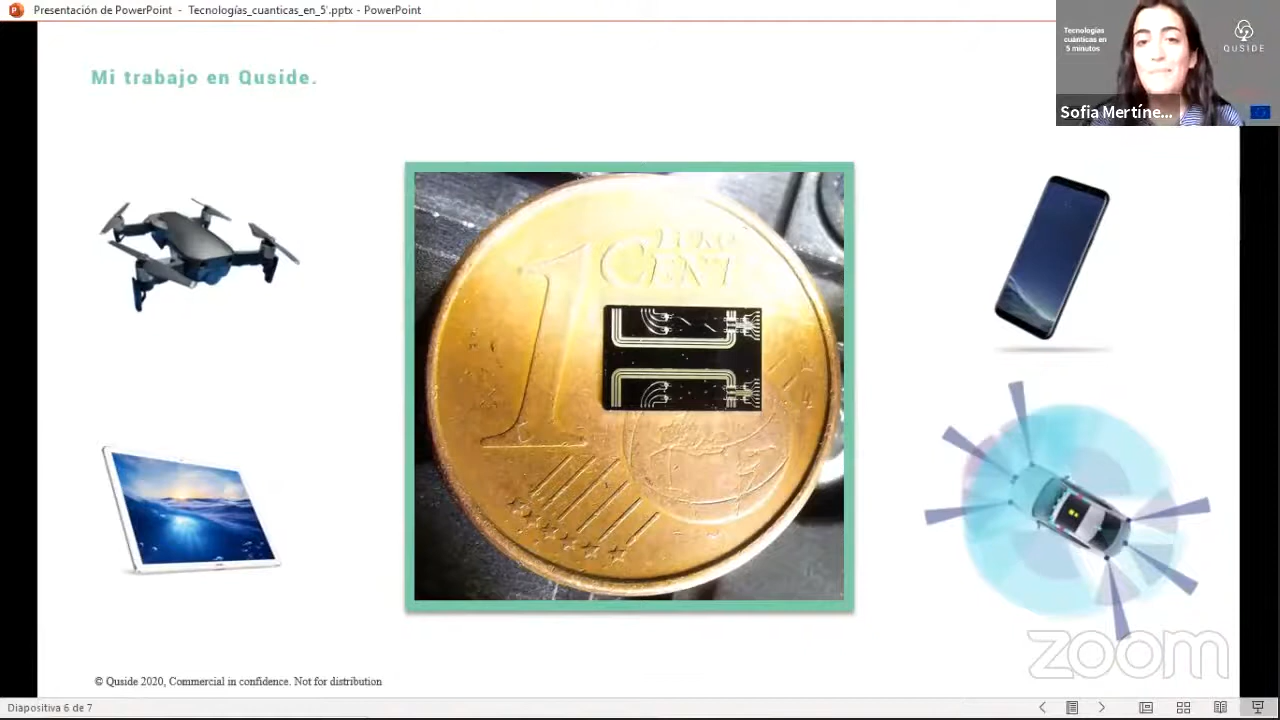 Presentación de PowerPoint - Tecnologías_cuanticas_en_5'.pptx - PowerPoint
Tecnologías
cuánticas en
5 minutos
QUSIDE
Sofia Mertíne...
Mi trabajo en Quside.
EURO
CENT
1
zoom
© Quside 2020, Commercial in confidence. Not for distribution
Diapositiva 6 de 7